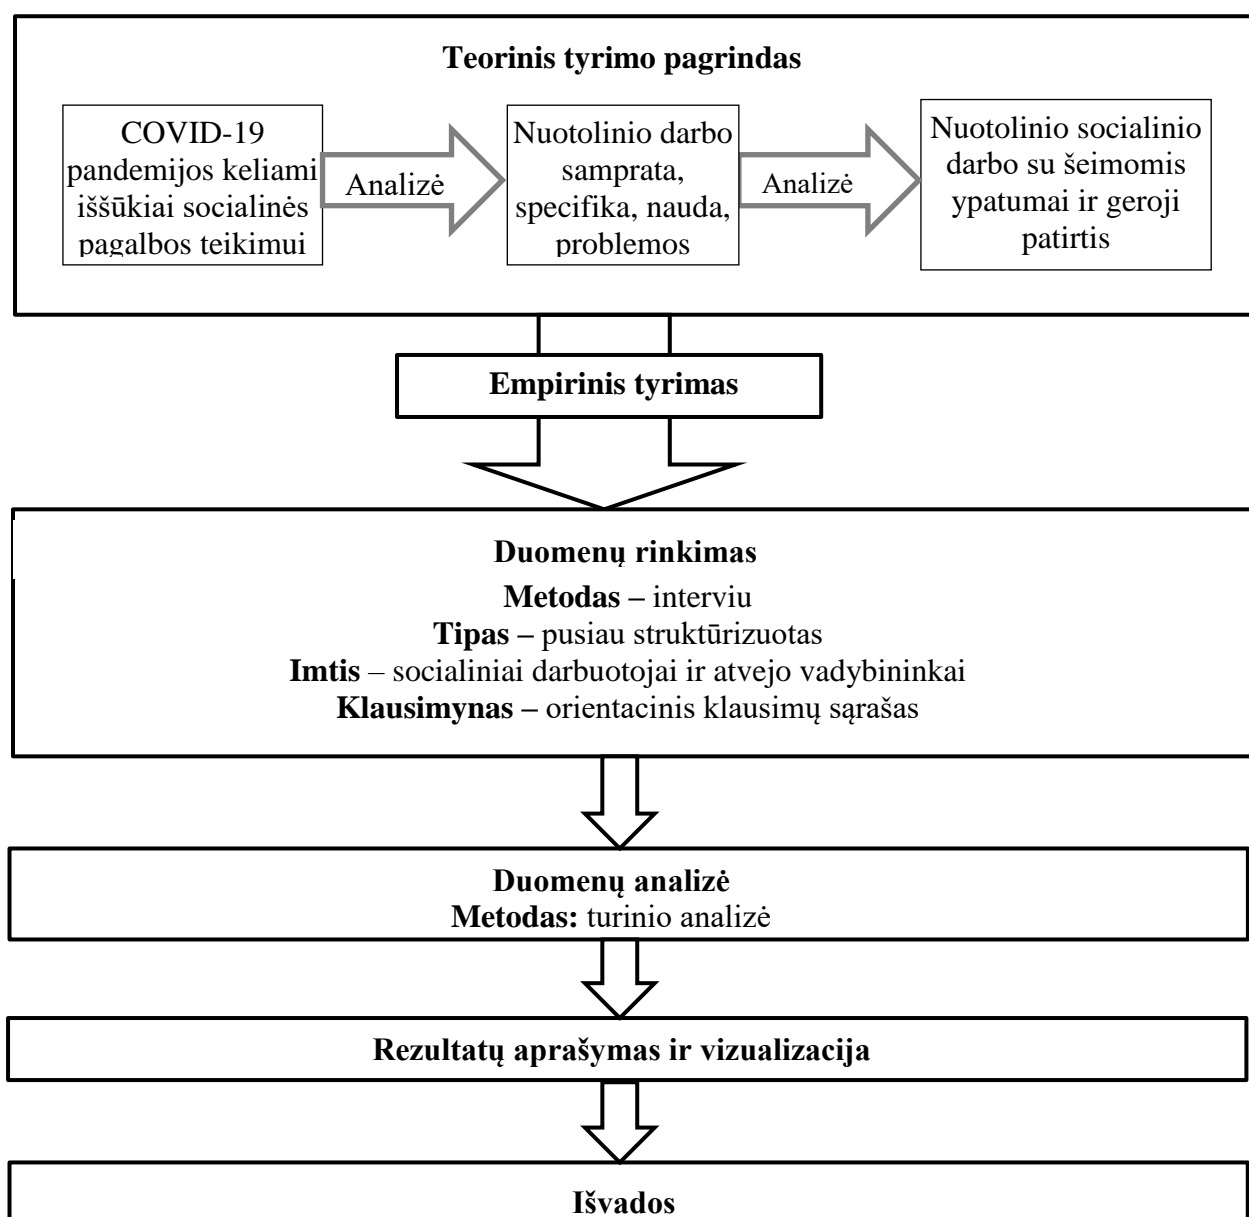 Teorinis tyrimo pagrindas
COVID-19
pandemijos keliami
iššūkiai socialinės
pagalbos teikimui
Analizė
Nuotolinio darbo
samprata,
specifika, nauda,
problemos
Analizė
Nuotolinio socialinio
darbo su šeimomis
ypatumai ir geroji
patirtis
Empirinis tyrimas
Duomenų rinkimas
Metodas – interviu
Tipas – pusiau struktūrizuotas
Imtis – socialiniai darbuotojai ir atvejo vadybininkai
Klausimynas – orientacinis klausimų sąrašas
Duomenų analizė
Metodas: turinio analizė
Rezultatų aprašymas ir vizualizacija
Išvados